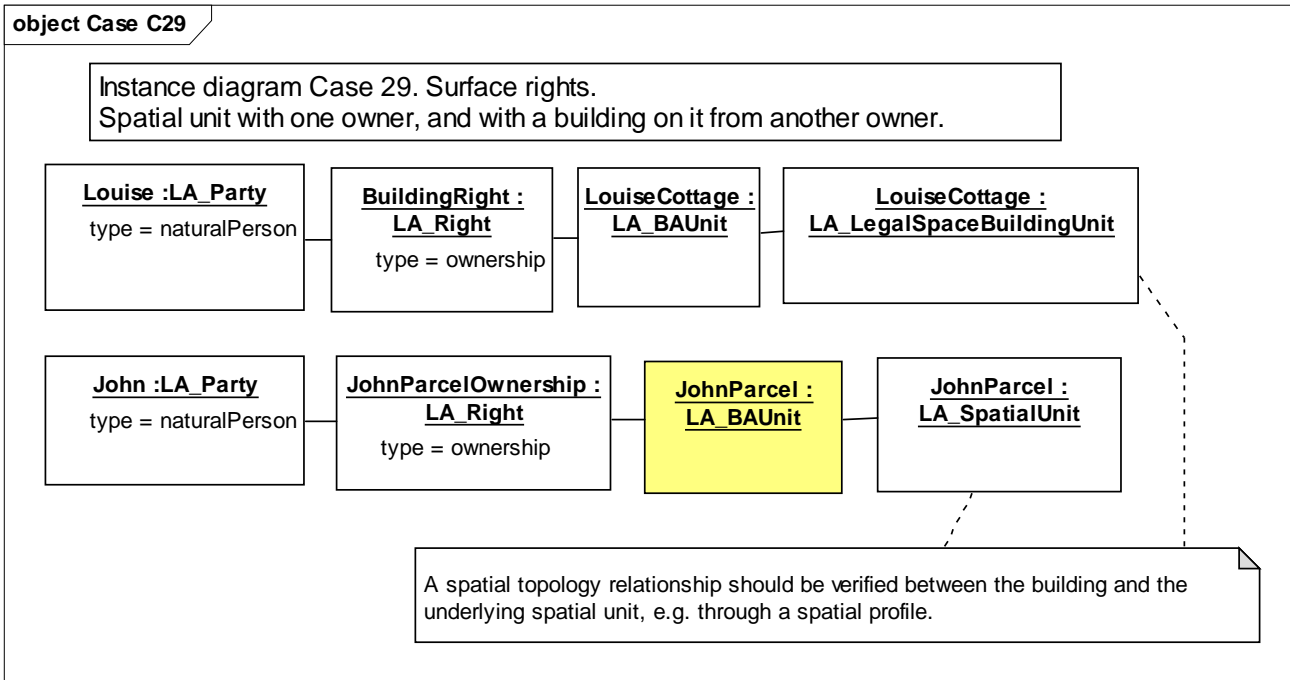 object Case C29
Instance diagram Case 29. Surface rights.
Spatial unit with one owner, and with a building on it from another owner.
Louise :LA_Party
type = naturalPerson
BuildingRight :
LA_Right
type = ownership
LouiseCottage :
LA_BAUnit
LouiseCottage :
LA_LegalSpaceBuildingUnit
John :LA_Party
type = naturalPerson
JohnParcelOwnership :
LA_Right
type = ownership
JohnParcel :
LA_BAUnit
JohnParcel :
LA_SpatialUnit
A spatial topology relationship should be verified between the building and the
underlying spatial unit, e.g. through a spatial profile.